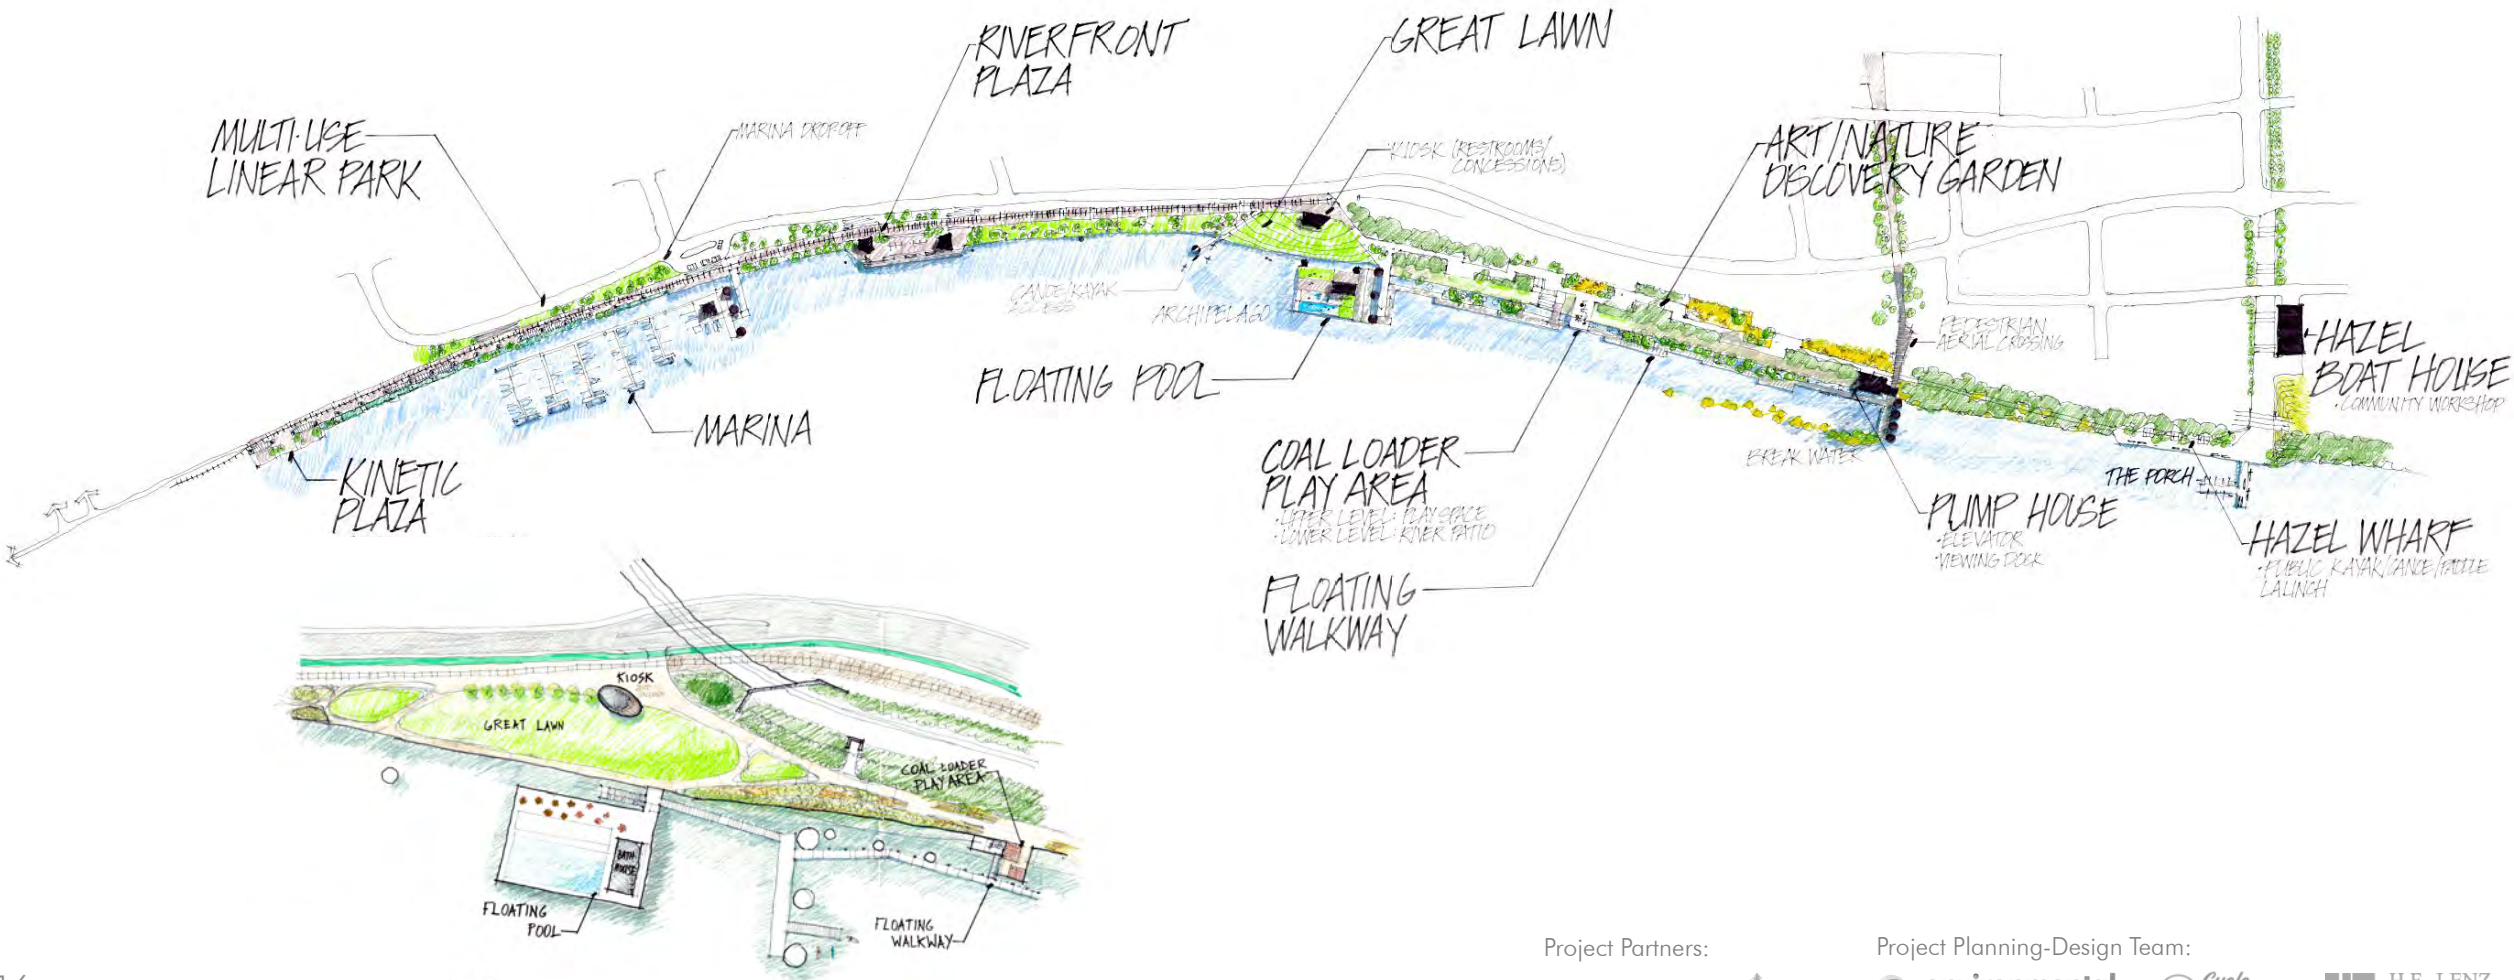 RIVERFRONT
PLAZA
GREAT LAWN
MULTI-USE
LINEAR PARK
MARINA DROP-OFF
KIOSK (RESTROOMS/
CONCESSIONS)
ART/NATURE
DISCOVERY GARDEN
CANOE/KAYAK
ACCESS
ARCHIPELAGO
PEDESTRIAN
AERIAL CROSSING
HAZEL
BOAT HOUSE
• COMMUNITY WORKSHOP
FLOATING POOL
MARINA
KINETIC
PLAZA
COAL LOADER
PLAY AREA
• UPPER LEVEL: PLAY SPACE
• LOWER LEVEL: RIVER PATIO
BREAK WATER
THE PORCH
PUMP HOUSE
• ELEVATOR
• VIEWING DOCK
HAZEL WHARF
• PUBLIC KAYAK/CANOE/PADDLE
LAUNCH
FLOATING
WALKWAY
KIOSK
GREAT LAWN
COAL LOADER
PLAY AREA
BATH
HOUSE
FLOATING
POOL
FLOATING
WALKWAY
Project Partners:
Project Planning-Design Team: